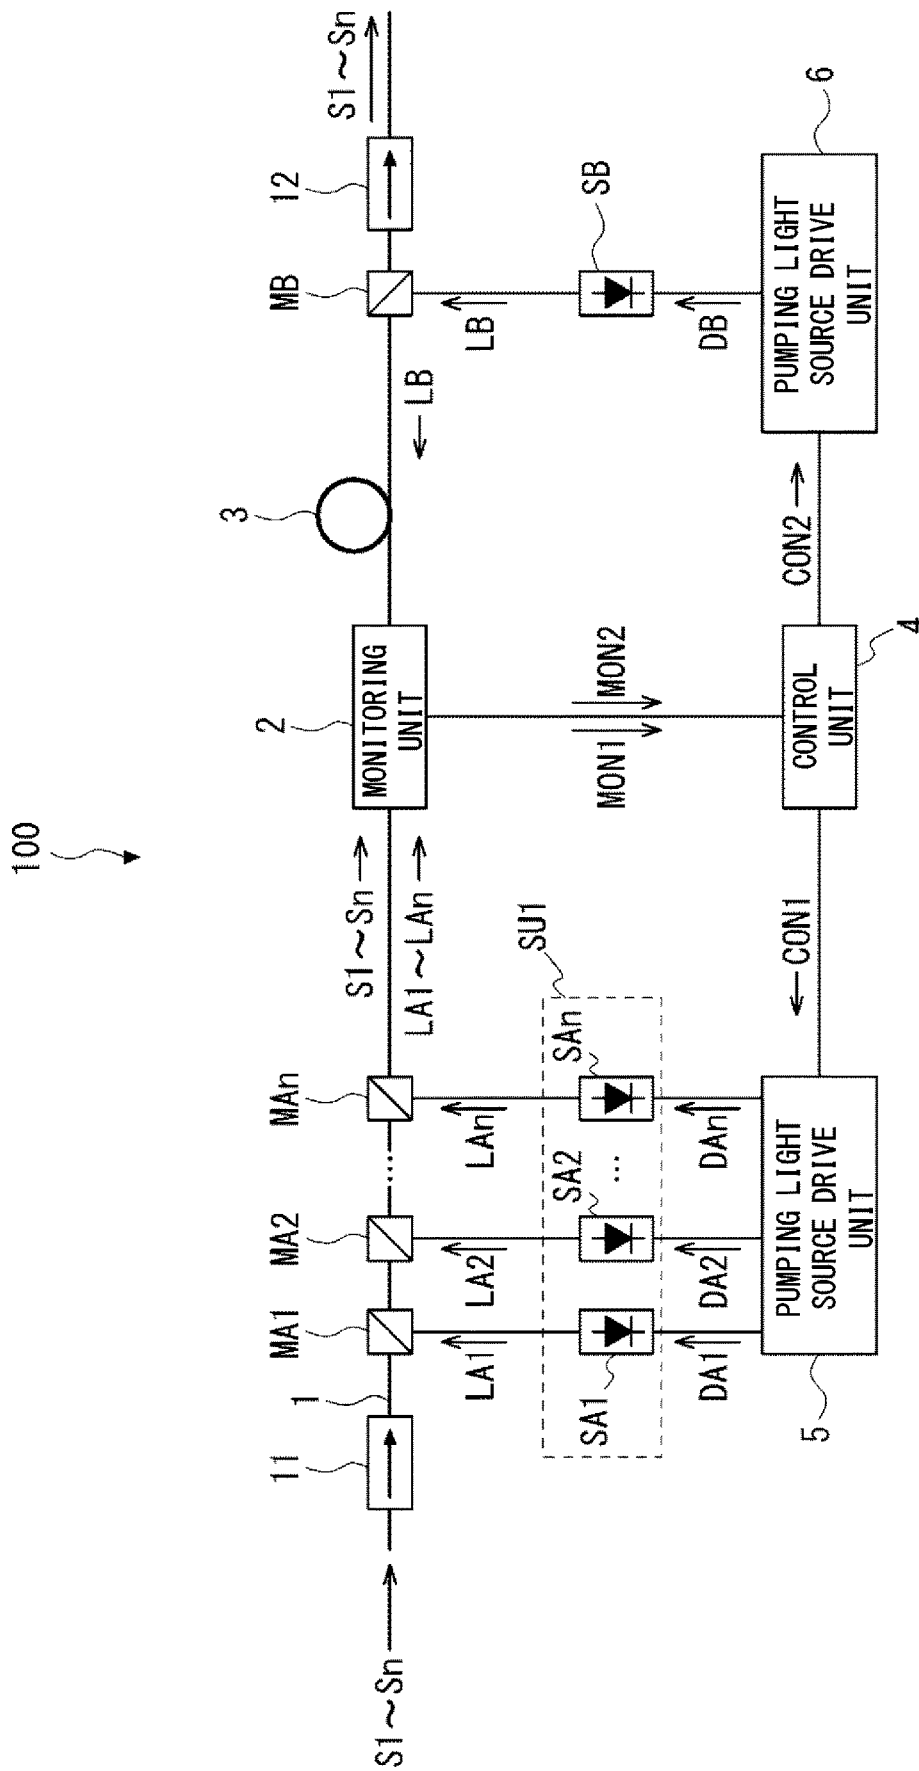 100
S1~Sn
11
1
MA1
MA2
MAn
...
S1~Sn
LA1~LAn
2
MONITORING
UNIT
3
LB
MB
12
S1~Sn
LA1
LA2
LAn
MON1
MON2
LB
SU1
SA1
SA2
...
SAn
SB
DA1
DA2
DAn
DB
CON1
CON2
5
PUMPING LIGHT
SOURCE DRIVE
UNIT
CONTROL
UNIT
4
PUMPING LIGHT
SOURCE DRIVE
UNIT
6